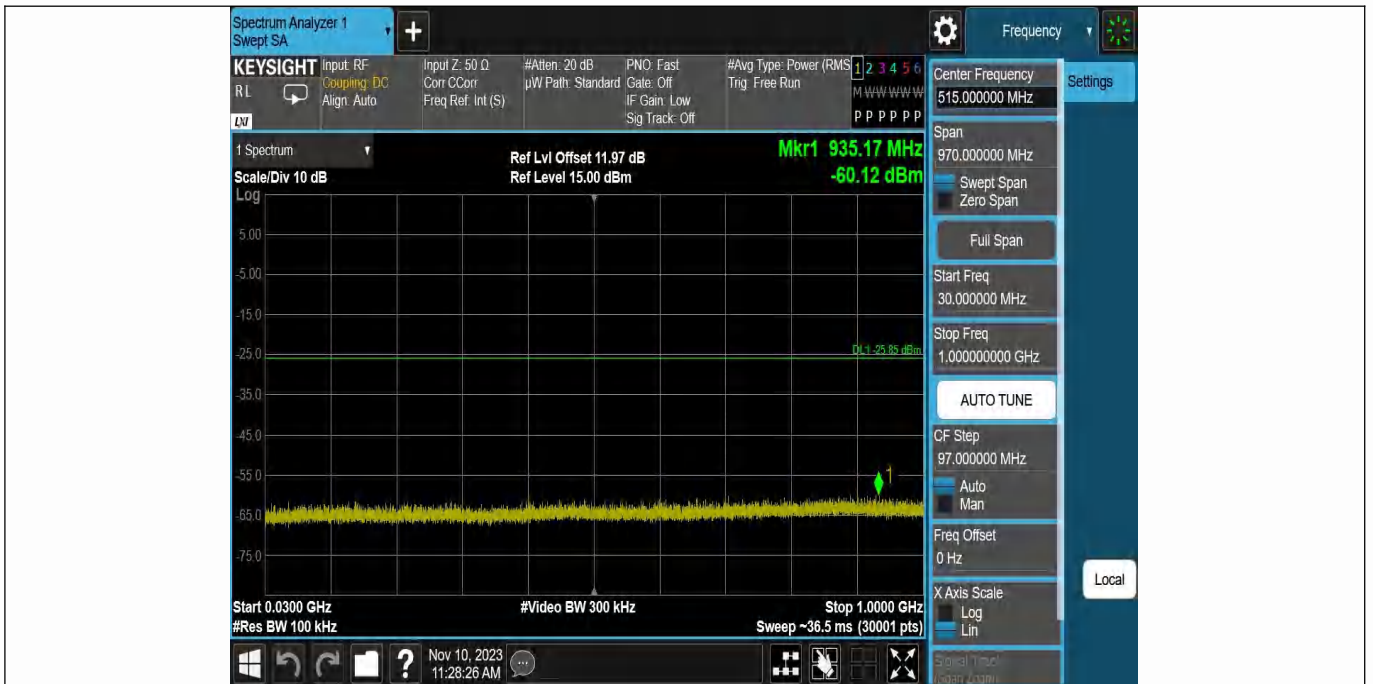 Spectrum Analyzer 1
Swept SA
+
Frequency
KEYSIGHT
RL
LXI
Input: RF
Coupling: DC
Align: Auto
Input Z: 50 Ω
Corr CCorr
Freq Ref: Int (S)
#Atten: 20 dB
µW Path: Standard
PNO: Fast
Gate: Off
IF Gain: Low
Sig Track: Off
#Avg Type: Power (RMS
Trig: Free Run
1 2 3 4 5 6
M W W W W W
P P P P P P
1 Spectrum
Scale/Div 10 dB
Log
Ref Lvl Offset 11.97 dB
Ref Level 15.00 dBm
Mkr1 935.17 MHz
-60.12 dBm
5.00
-5.00
-15.0
-25.0
DL1 -25.85 dBm
-35.0
-45.0
-55.0
1
-65.0
-75.0
Start 0.0300 GHz
#Res BW 100 kHz
#Video BW 300 kHz
Stop 1.0000 GHz
Sweep ~36.5 ms (30001 pts)
Center Frequency
515.000000 MHz
Settings
Span
970.000000 MHz
Swept Span
Zero Span
Full Span
Start Freq
30.000000 MHz
Stop Freq
1.000000000 GHz
AUTO TUNE
CF Step
97.000000 MHz
Auto
Man
Freq Offset
0 Hz
X Axis Scale
Log
Lin
Signal Track
(Span Zoom)
Local
?
Nov 10, 2023
11:28:26 AM